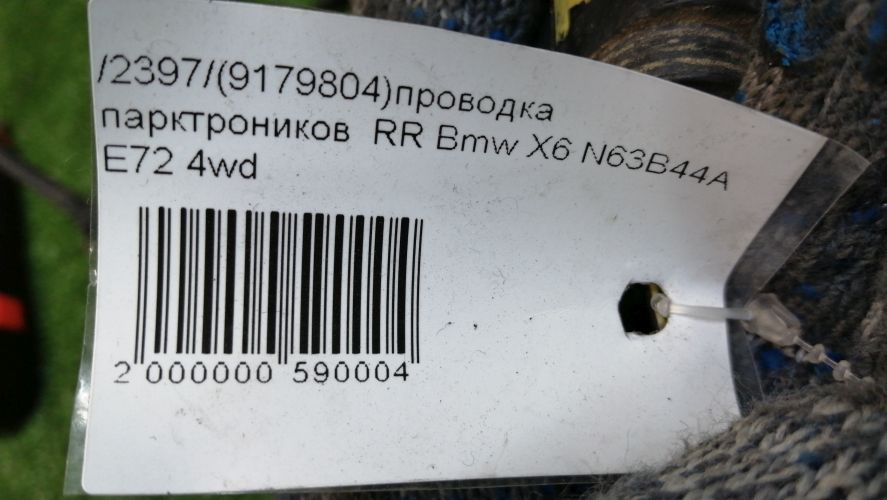 /2397/(9179804)проводка
парктроников RR Bmw X6 N63B44A
E72 4wd
2 000000 590004